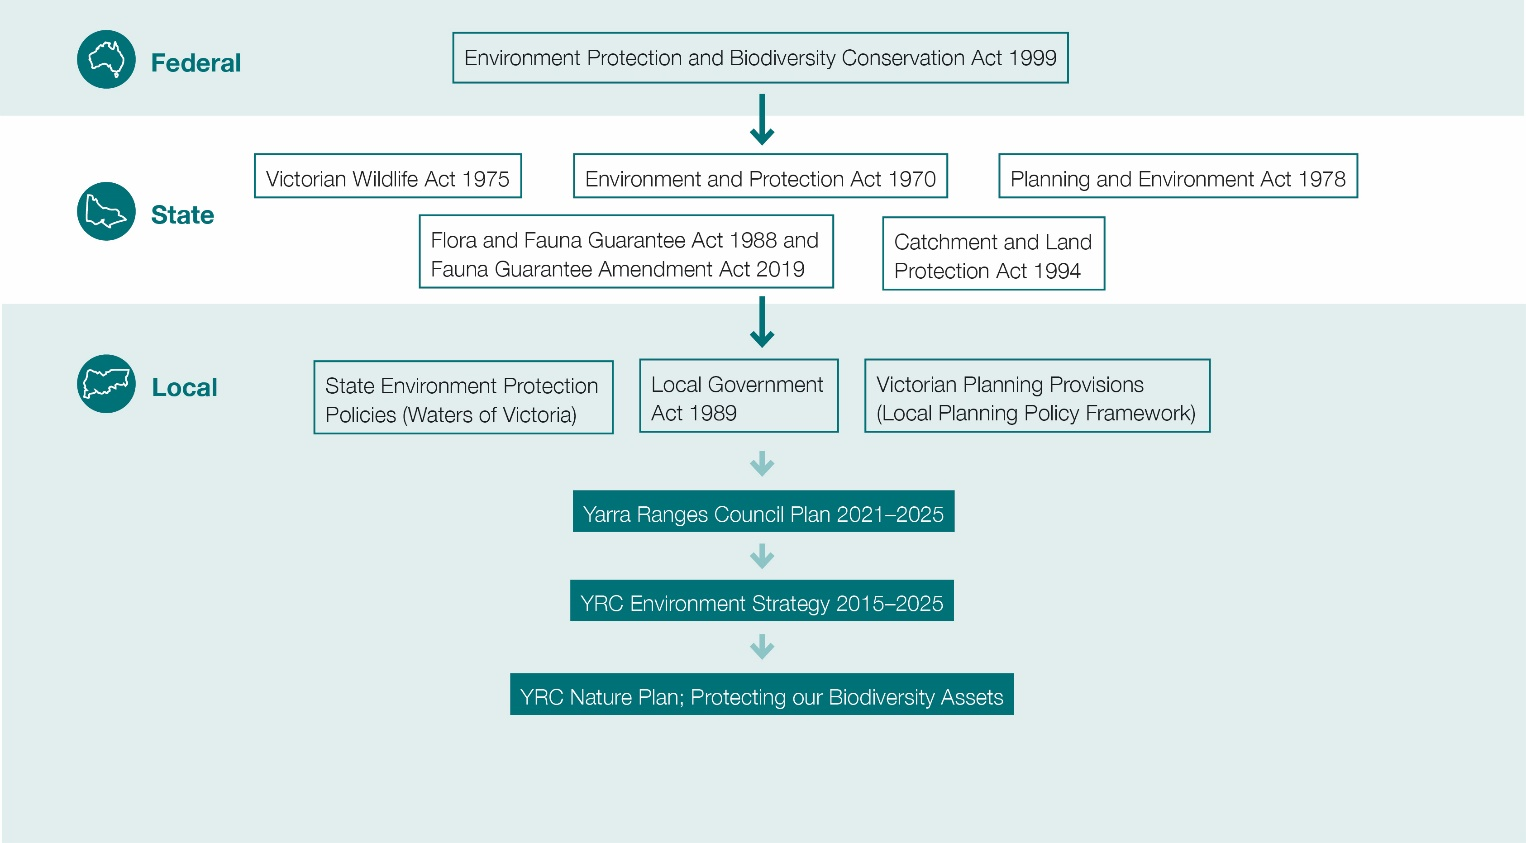 Federal
Environment Protection and Biodiversity Conservation Act 1999
State
Victorian Wildlife Act 1975
Environment and Protection Act 1970
Planning and Environment Act 1978
Flora and Fauna Guarantee Act 1988 and
Fauna Guarantee Amendment Act 2019
Catchment and Land
Protection Act 1994
Local
State Environment Protection
Policies (Waters of Victoria)
Local Government
Act 1989
Victorian Planning Provisions
(Local Planning Policy Framework)
Yarra Ranges Council Plan 2021–2025
YRC Environment Strategy 2015–2025
YRC Nature Plan; Protecting our Biodiversity Assets